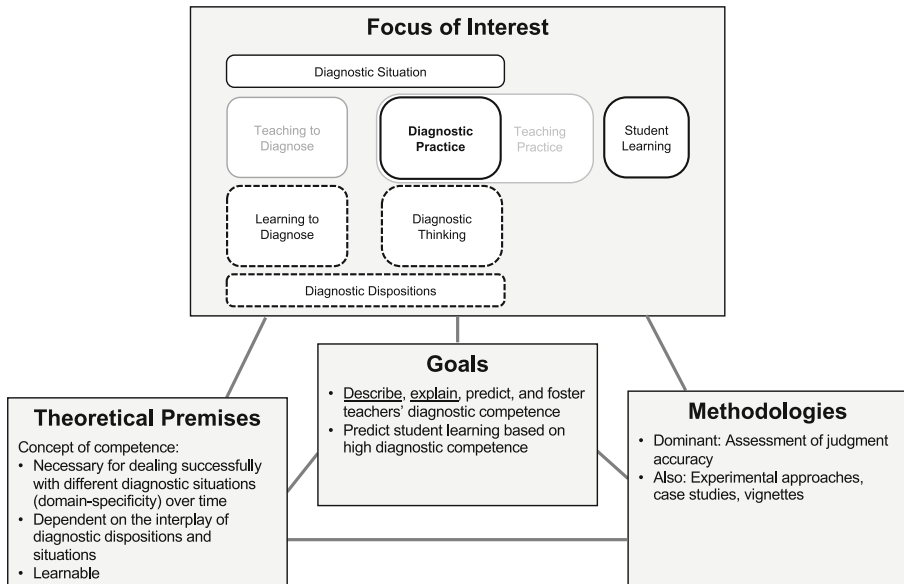 Focus of Interest
Diagnostic Situation
Teaching to
Diagnose
Diagnostic
Practice
Teaching
Practice
Student
Learning
Learning to
Diagnose
Diagnostic
Thinking
Diagnostic Dispositions
Goals
• Describe, explain, predict, and foster
teachers' diagnostic competence
• Predict student learning based on
high diagnostic competence
Theoretical Premises
Concept of competence:
• Necessary for dealing successfully
with different diagnostic situations
(domain-specificity) over time
• Dependent on the interplay of
diagnostic dispositions and
situations
• Learnable
Methodologies
• Dominant: Assessment of judgment
accuracy
• Also: Experimental approaches,
case studies, vignettes